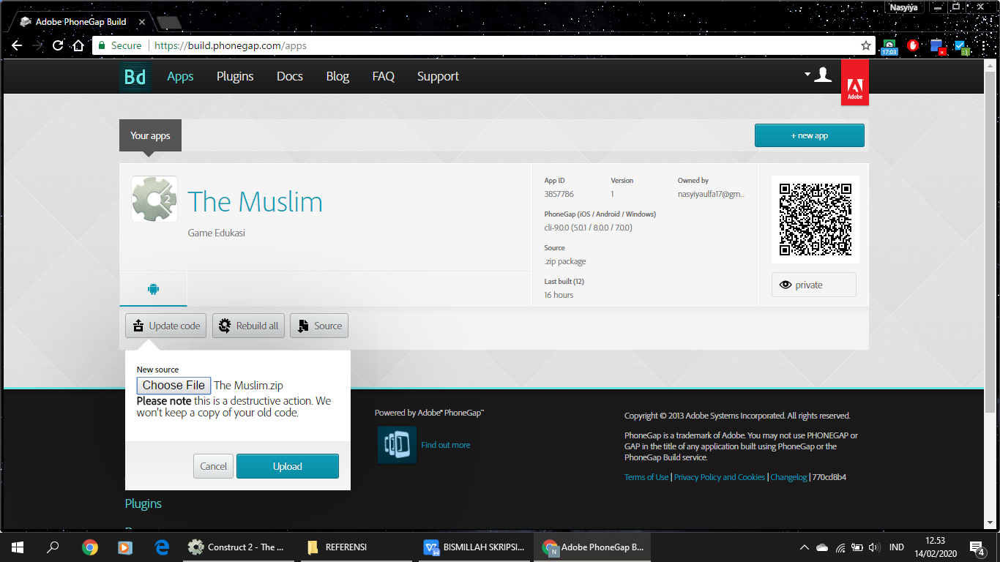 Nasyiya
Adobe PhoneGap Build
Secure | https://build.phonegap.com/apps
17:03
Bd Apps Plugins Docs Blog FAQ Support
Adobe
Your apps
+ new app
2
The Muslim
Game Edukasi
App ID Version Owned by
3857786 1 nasyiyaulfa17@gm..
PhoneGap (iOS / Android / Windows)
cli-9.0.0 (5.0.1 / 8.0.0 / 7.0.0)
Source
.zip package
Last built (12)
16 hours
private
Update code Rebuild all Source
New source
Choose File The Muslim.zip
Please note this is a destructive action. We
won't keep a copy of your old code.
Cancel Upload
Plugins
Powered by Adobe® PhoneGap™
Find out more
Copyright © 2013 Adobe Systems Incorporated. All rights reserved.
PhoneGap is a trademark of Adobe. You may not use PHONEGAP or
GAP in the title of any application built using PhoneGap or the
PhoneGap Build service.
Terms of Use | Privacy Policy and Cookies | Changelog | 770cd8b4
Construct 2 - The ... REFERENSI BISMILLAH SKRIPSI... Adobe PhoneGap B...
N
IND
12.53
14/02/2020
4